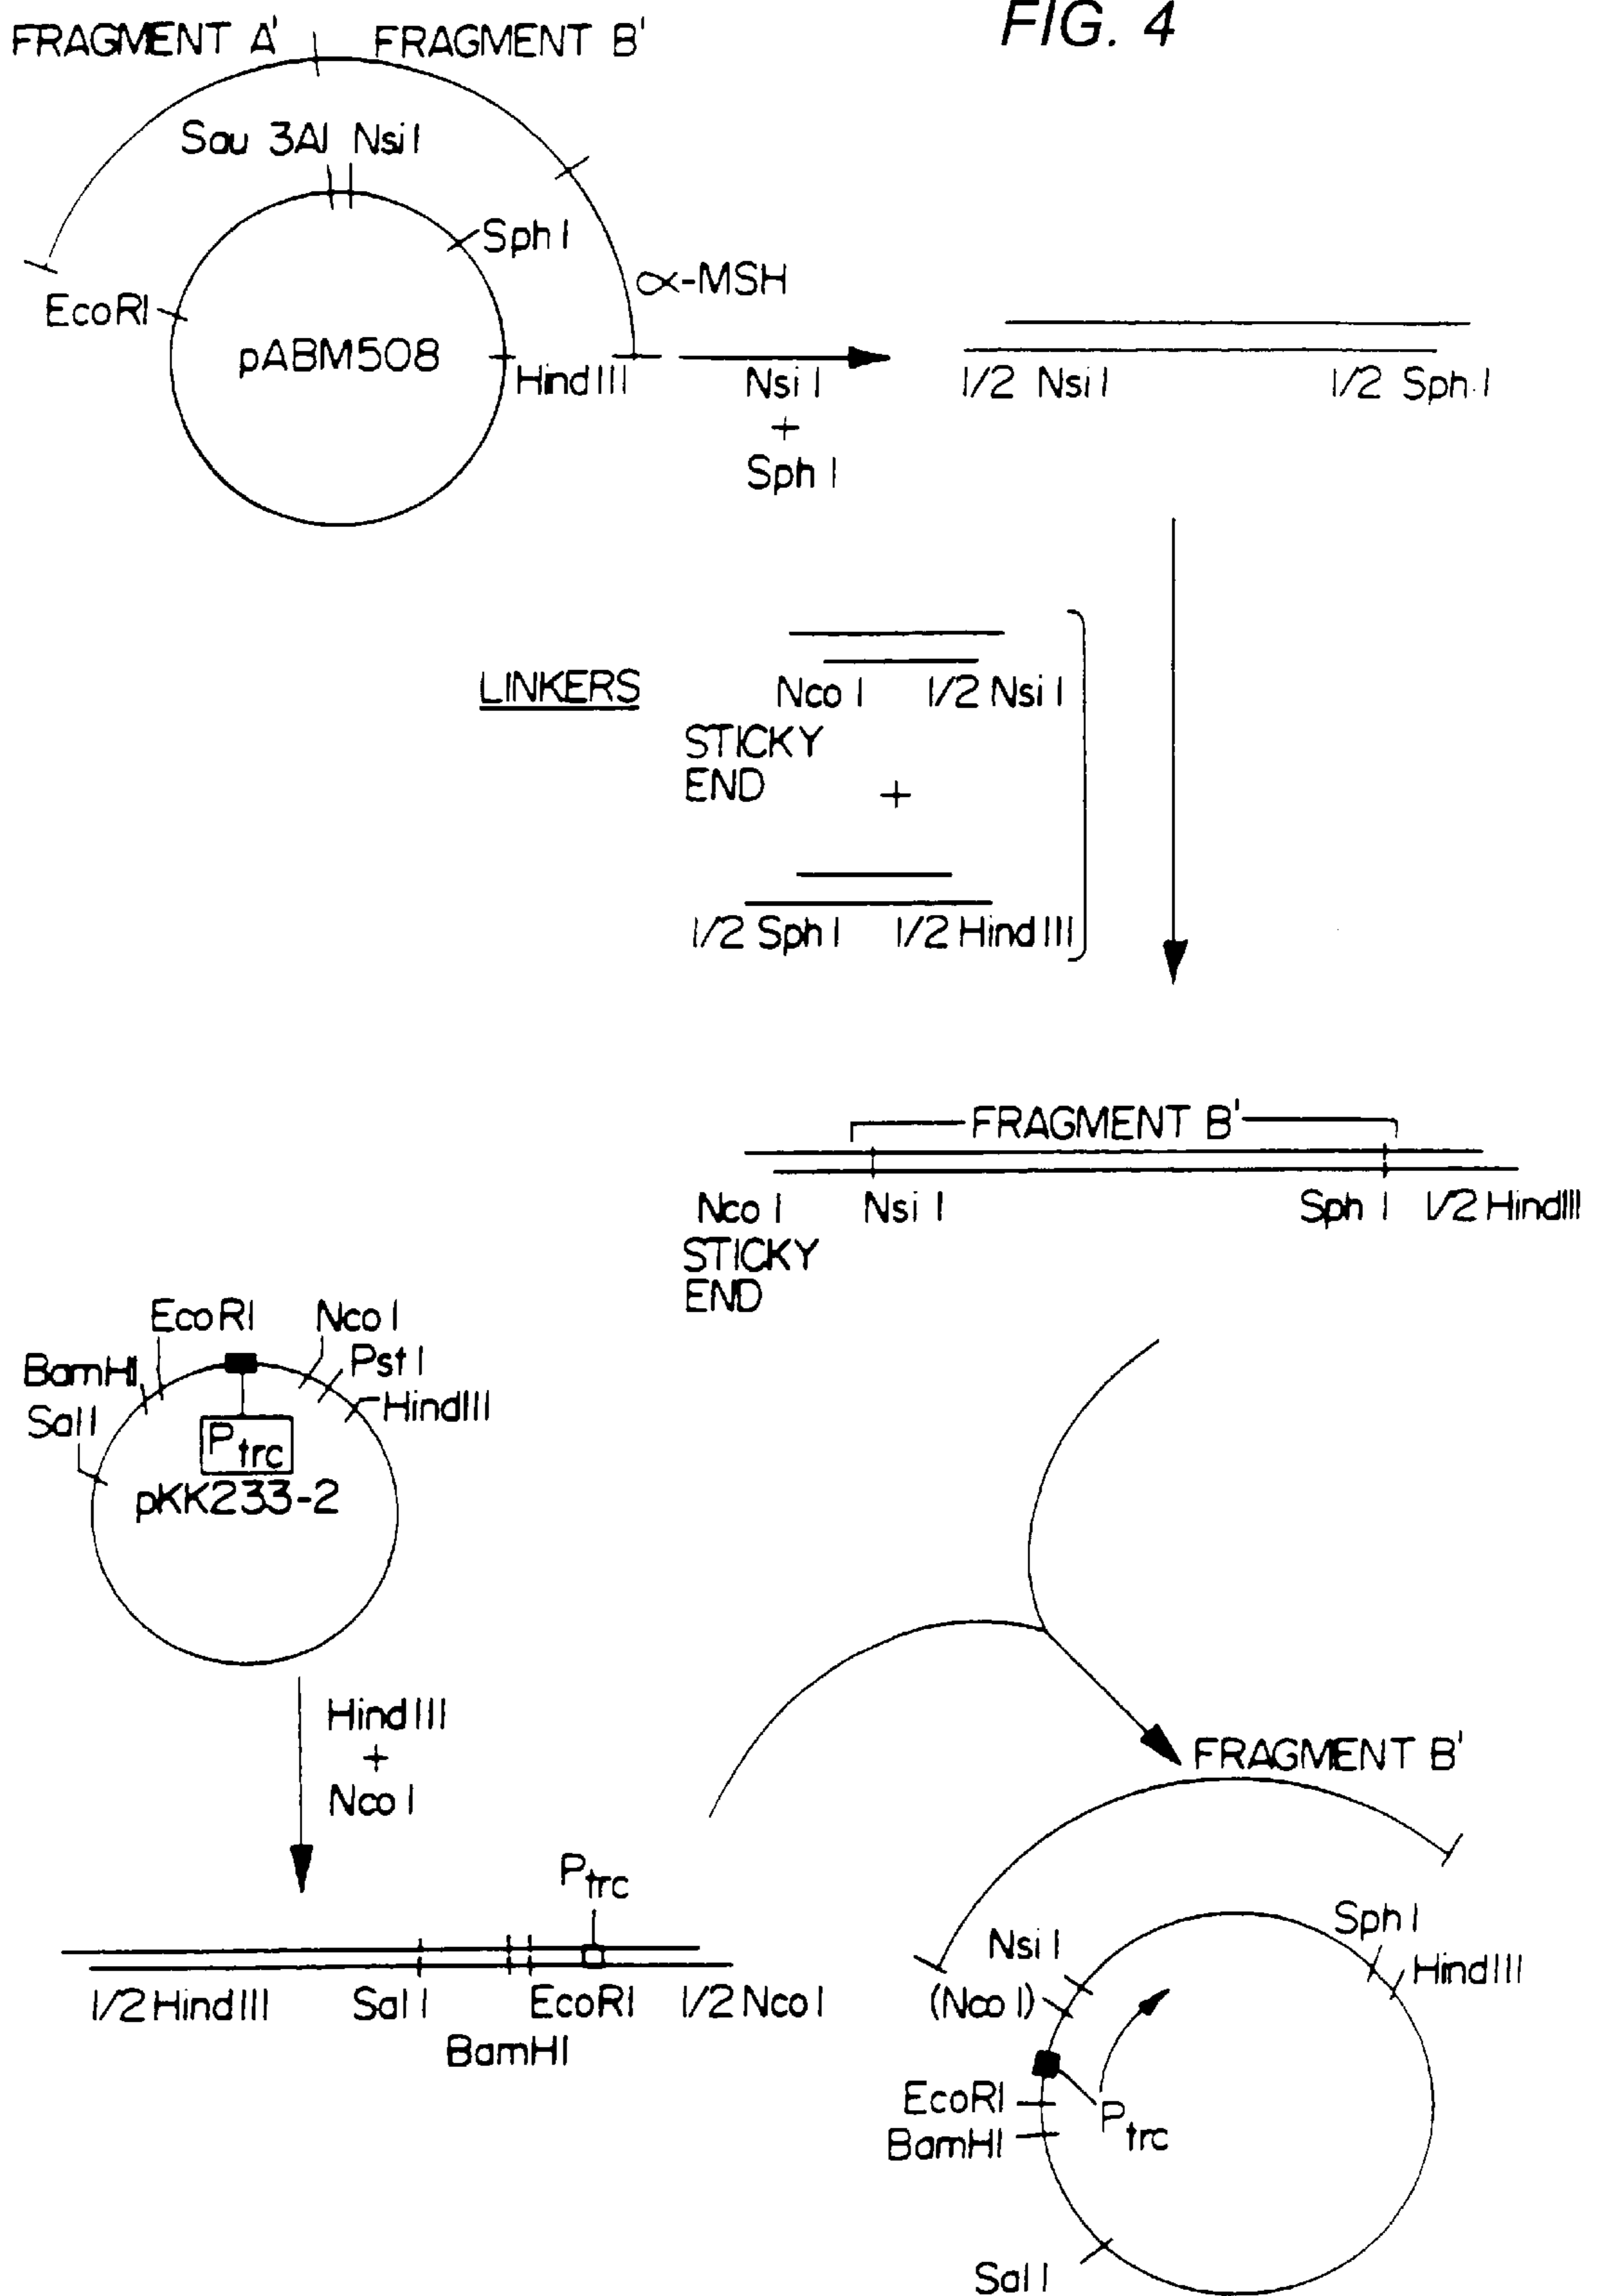 FIG. 4
FRAGMENT A' FRAGMENT B'
Sau 3AI NsiI
SphI
α-MSH
EcoRI
pABM508
HindIII
NsiI
+
SphI
1/2 NsiI 1/2 SphI
LINKERS
NcoI 1/2 NsiI
STICKY
END
+
1/2 SphI 1/2 HindIII
FRAGMENT B'
NcoI NsiI SphI 1/2 HindIII
STICKY
END
EcoRI NcoI
BamHI PstI
SalI HindIII
Ptrc
pKK233-2
HindIII
+
NcoI
Ptrc
1/2 HindIII SalI EcoRI 1/2 NcoI
BamHI
FRAGMENT B'
SphI
NsiI HindIII
(NcoI)
EcoRI
Ptrc
BamHI
SalI